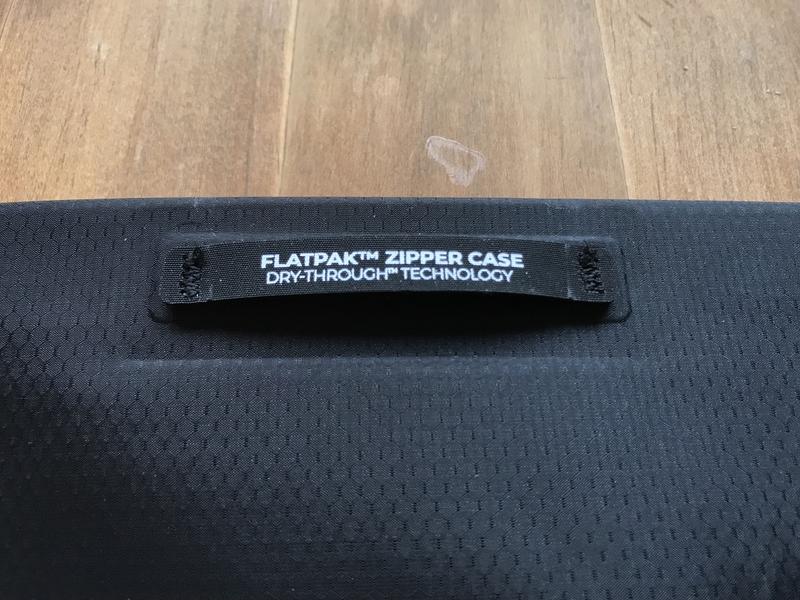 FLATPAK™ ZIPPER CASE
DRY-THROUGH™ TECHNOLOGY